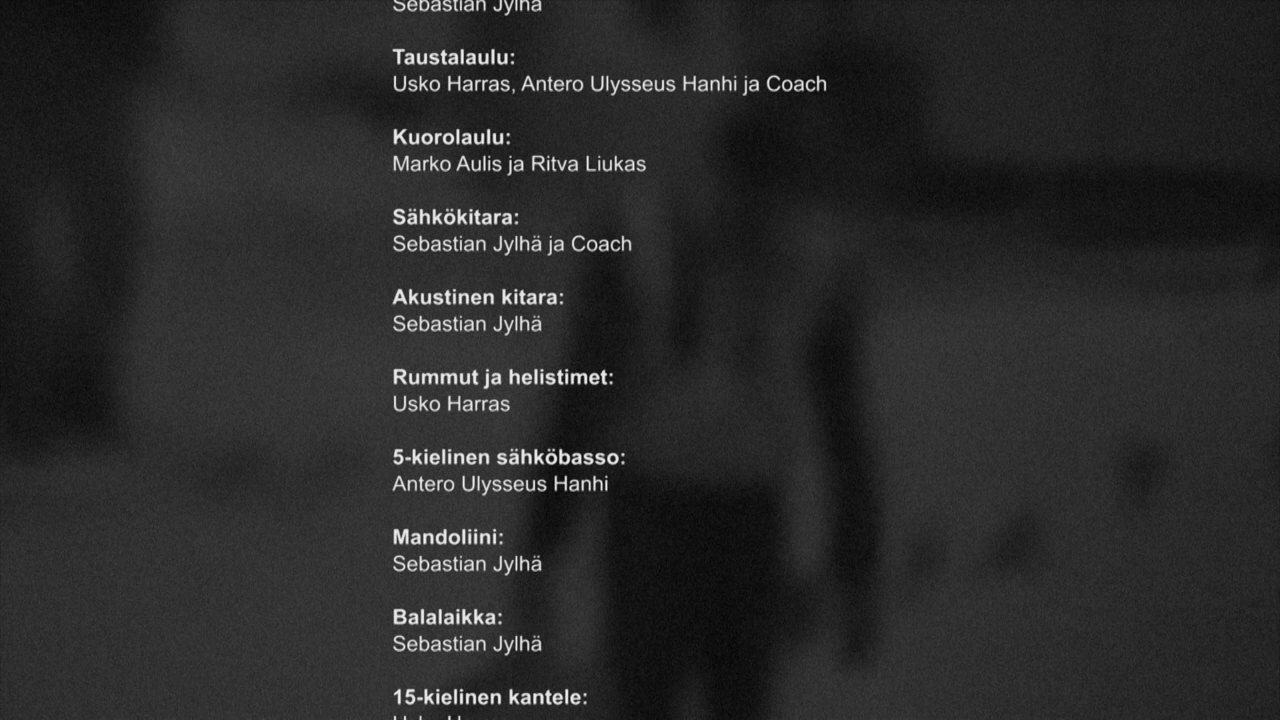 Sebastian Jylhä
Taustalaulu:
Usko Harras, Antero Ulysseus Hanhi ja Coach
Kuorolaulu:
Marko Aulis ja Ritva Liukas
Sähkökitara:
Sebastian Jylhä ja Coach
Akustinen kitara:
Sebastian Jylhä
Rummut ja helistimet:
Usko Harras
5-kielinen sähköbasso:
Antero Ulysseus Hanhi
Mandoliini:
Sebastian Jylhä
Balalaikka:
Sebastian Jylhä
15-kielinen kantele: